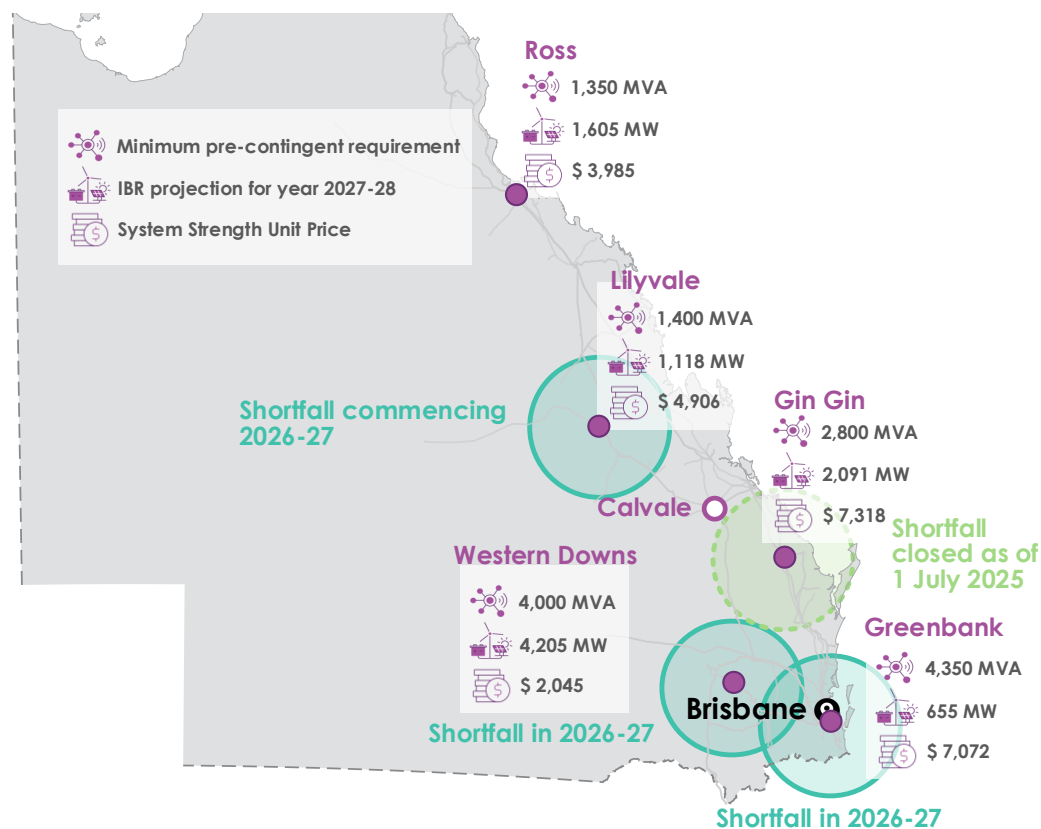 Ross
1,350 MVA
1,605 MW
$ 3,985
Minimum pre-contingent requirement
IBR projection for year 2027-28
System Strength Unit Price
Lilyvale
1,400 MVA
1,118 MW
$ 4,906
Shortfall commencing
2026-27
Gin Gin
2,800 MVA
2,091 MW
$ 7,318
Shortfall
closed as of
1 July 2025
Calvale
Western Downs
4,000 MVA
4,205 MW
$ 2,045
Shortfall in 2026-27
Greenbank
4,350 MVA
655 MW
$ 7,072
Brisbane
Shortfall in 2026-27